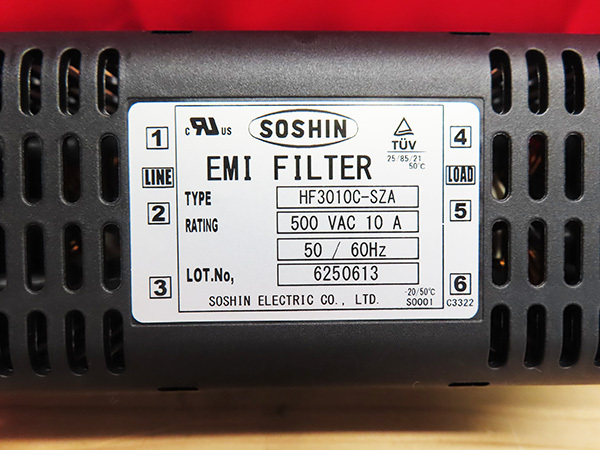 1
c RU US
SOSHIN
TÜV
25/85/21
50℃
4
EMI FILTER
LINE
LOAD
TYPE HF3010C-SZA
2
5
RATING 500 VAC 10 A
50 / 60Hz
LOT.No, 6250613
3
6
-20/50℃
SOSHIN ELECTRIC CO., LTD.
S0001
C3322